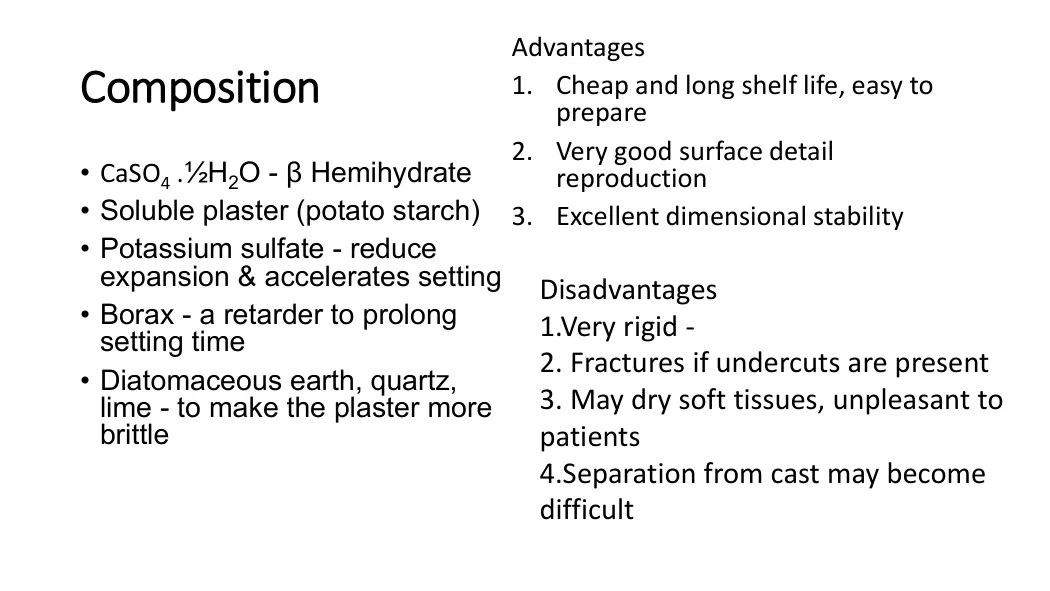 Composition
• CaSO₄ .½H₂O - β Hemihydrate
• Soluble plaster (potato starch)
• Potassium sulfate - reduce
expansion & accelerates setting
• Borax - a retarder to prolong
setting time
• Diatomaceous earth, quartz,
lime - to make the plaster more
brittle
Advantages
1. Cheap and long shelf life, easy to
prepare
2. Very good surface detail
reproduction
3. Excellent dimensional stability
Disadvantages
1.Very rigid -
2. Fractures if undercuts are present
3. May dry soft tissues, unpleasant to
patients
4.Separation from cast may become
difficult